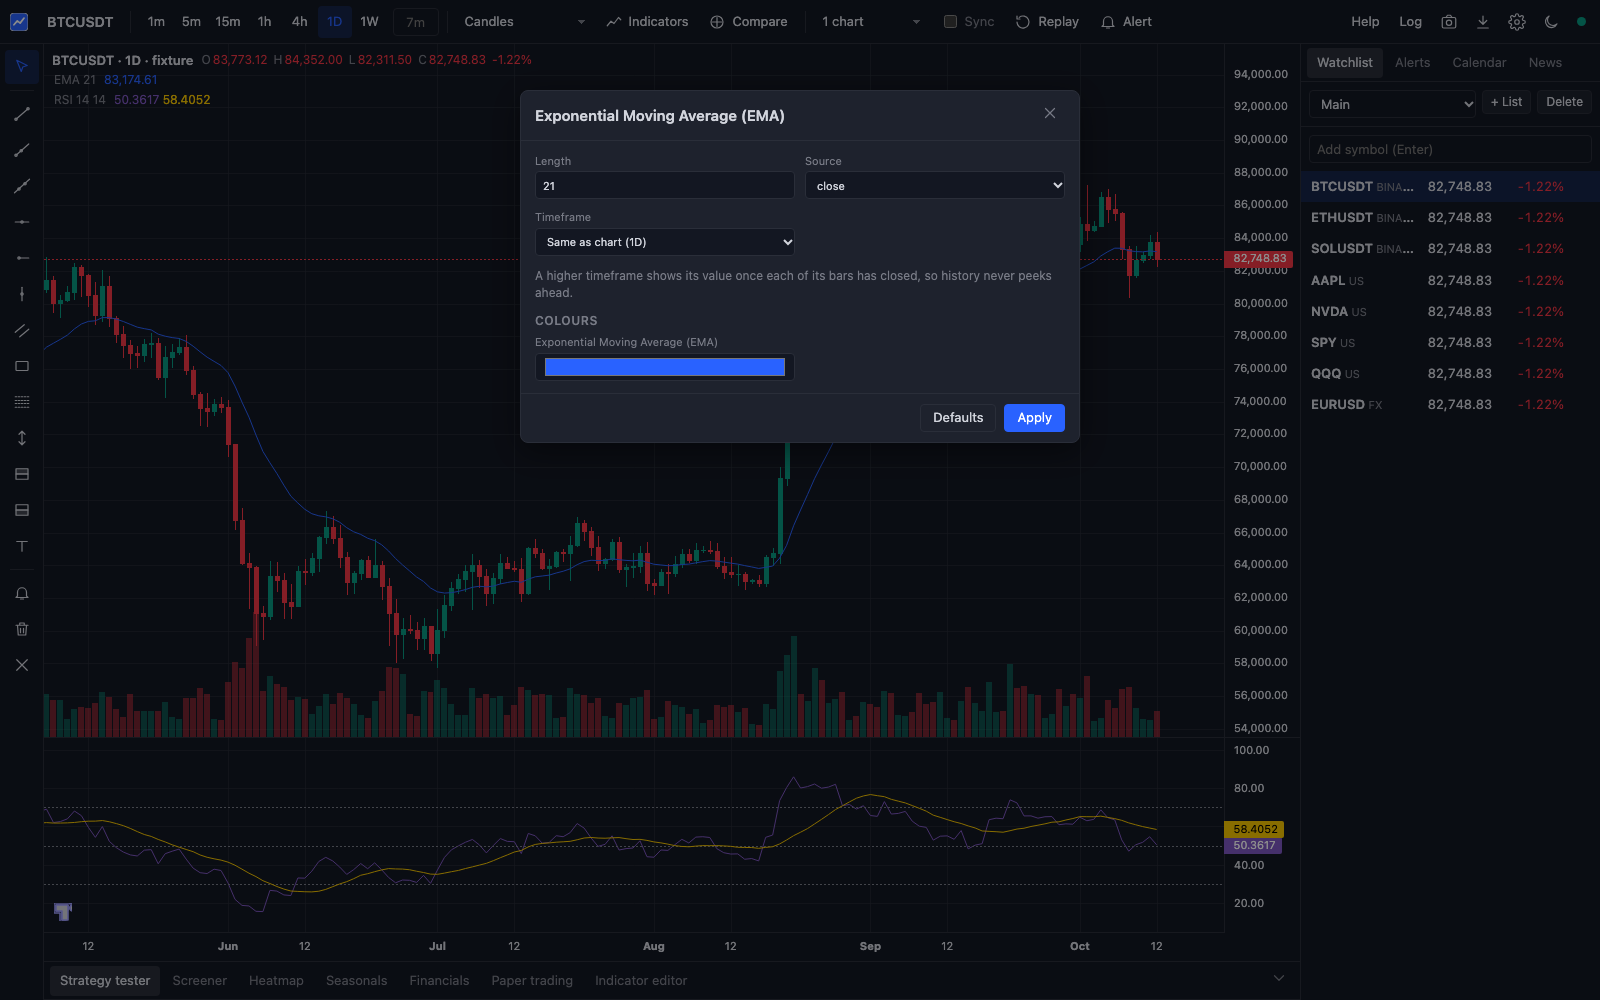 BTCUSDT 1m 5m 15m 1h 4h 1D 1W 7m Candles Indicators Compare 1 chart Sync Replay Alert Help Log
BTCUSDT · 1D · fixture O83,773.12 H84,352.00 L82,311.50 C82,748.83 -1.22%
EMA 21 83,174.61
RSI 14 14 50.3617 58.4052
Exponential Moving Average (EMA)
Length
21
Source
close
Timeframe
Same as chart (1D)
A higher timeframe shows its value once each of its bars has closed, so history never peeks
ahead.
COLOURS
Exponential Moving Average (EMA)
Defaults Apply
94,000.00
92,000.00
90,000.00
88,000.00
86,000.00
84,000.00
82,748.83
82,000.00
80,000.00
78,000.00
76,000.00
74,000.00
72,000.00
70,000.00
68,000.00
66,000.00
64,000.00
62,000.00
60,000.00
58,000.00
56,000.00
54,000.00
100.00
80.00
58.4052
50.3617
40.00
20.00
12 Jun 12 Jul 12 Aug 12 Sep 12 Oct 12
Watchlist Alerts Calendar News
Main + List Delete
Add symbol (Enter)
BTCUSDT BINA... 82,748.83 -1.22%
ETHUSDT BINA... 82,748.83 -1.22%
SOLUSDT BINA... 82,748.83 -1.22%
AAPL US 82,748.83 -1.22%
NVDA US 82,748.83 -1.22%
SPY US 82,748.83 -1.22%
QQQ US 82,748.83 -1.22%
EURUSD FX 82,748.83 -1.22%
Strategy tester Screener Heatmap Seasonals Financials Paper trading Indicator editor